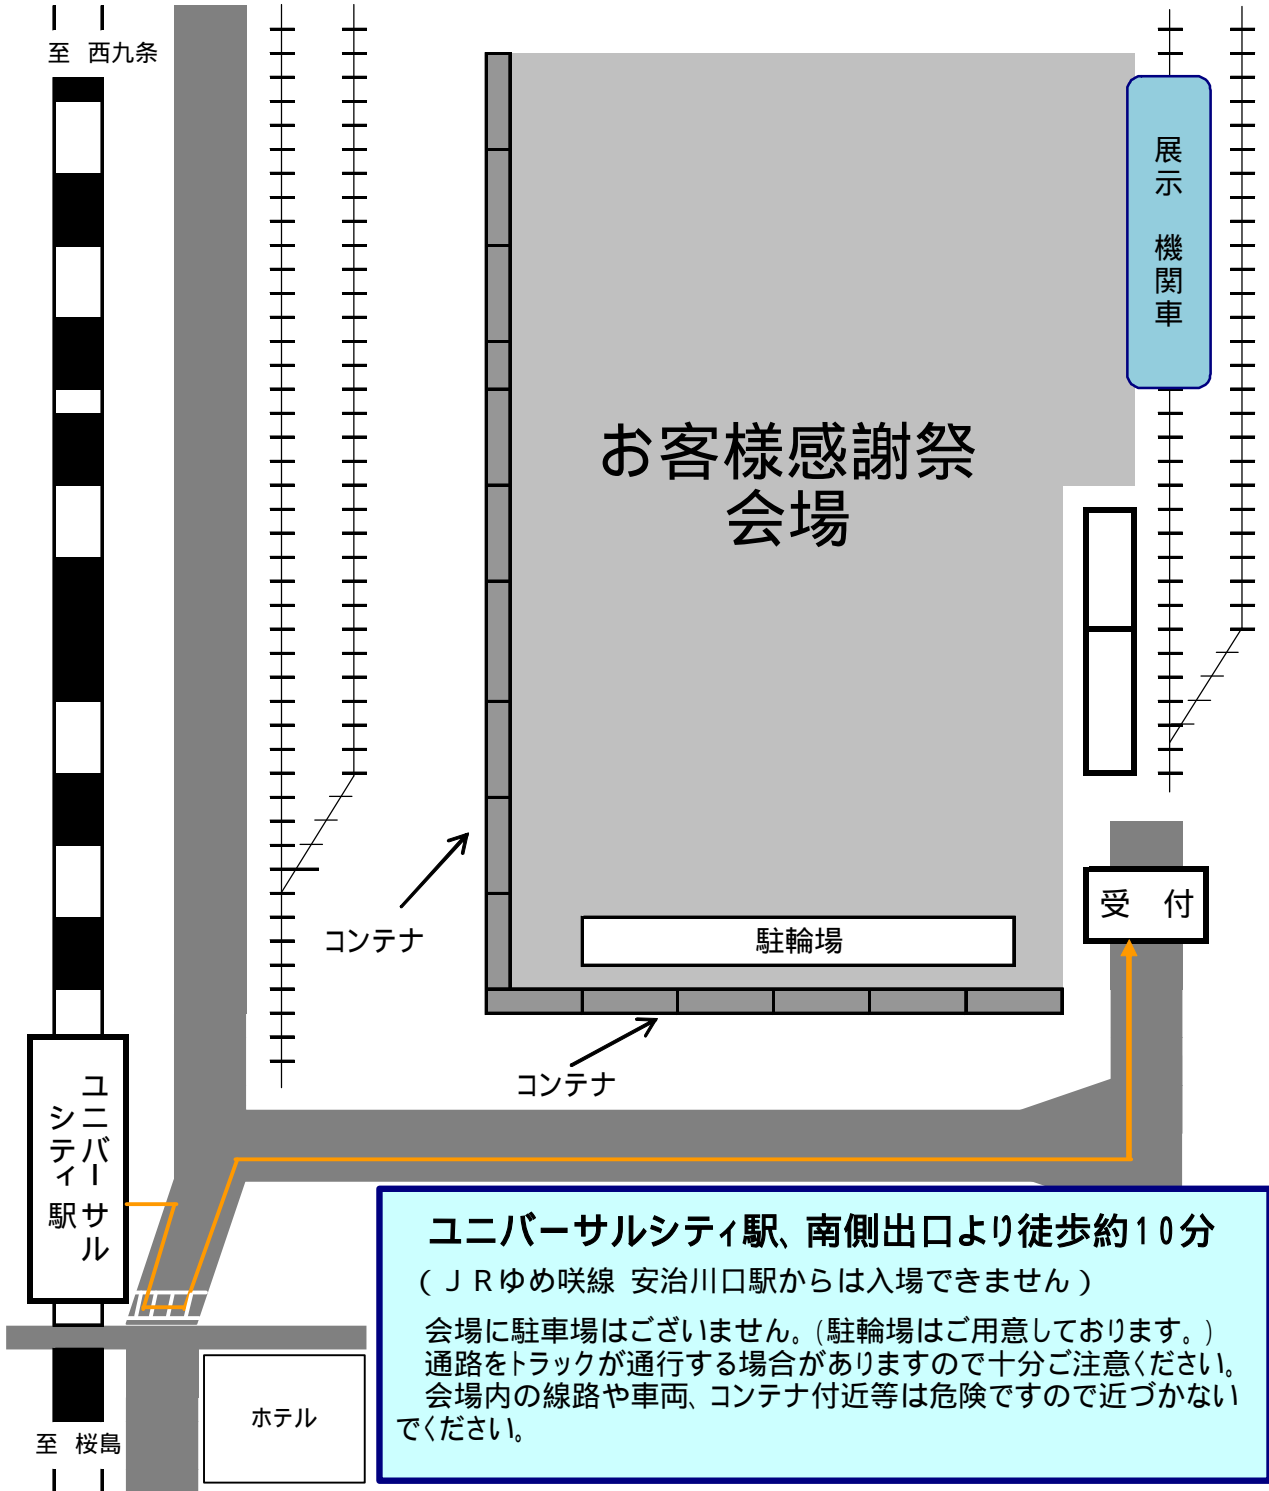 至 西九条
展示 機関車
お客様感謝祭
会場
受 付
コンテナ
駐輪場
コンテナ
ユニバーサル
シティ駅
ユニバーサルシティ駅、南側出口より徒歩約10分
（ＪＲゆめ咲線 安治川口駅からは入場できません）
会場に駐車場はございません。（駐輪場はご用意しております。）
通路をトラックが通行する場合がありますので十分ご注意ください。
会場内の線路や車両、コンテナ付近等は危険ですので近づかない
でください。
ホテル
至 桜島